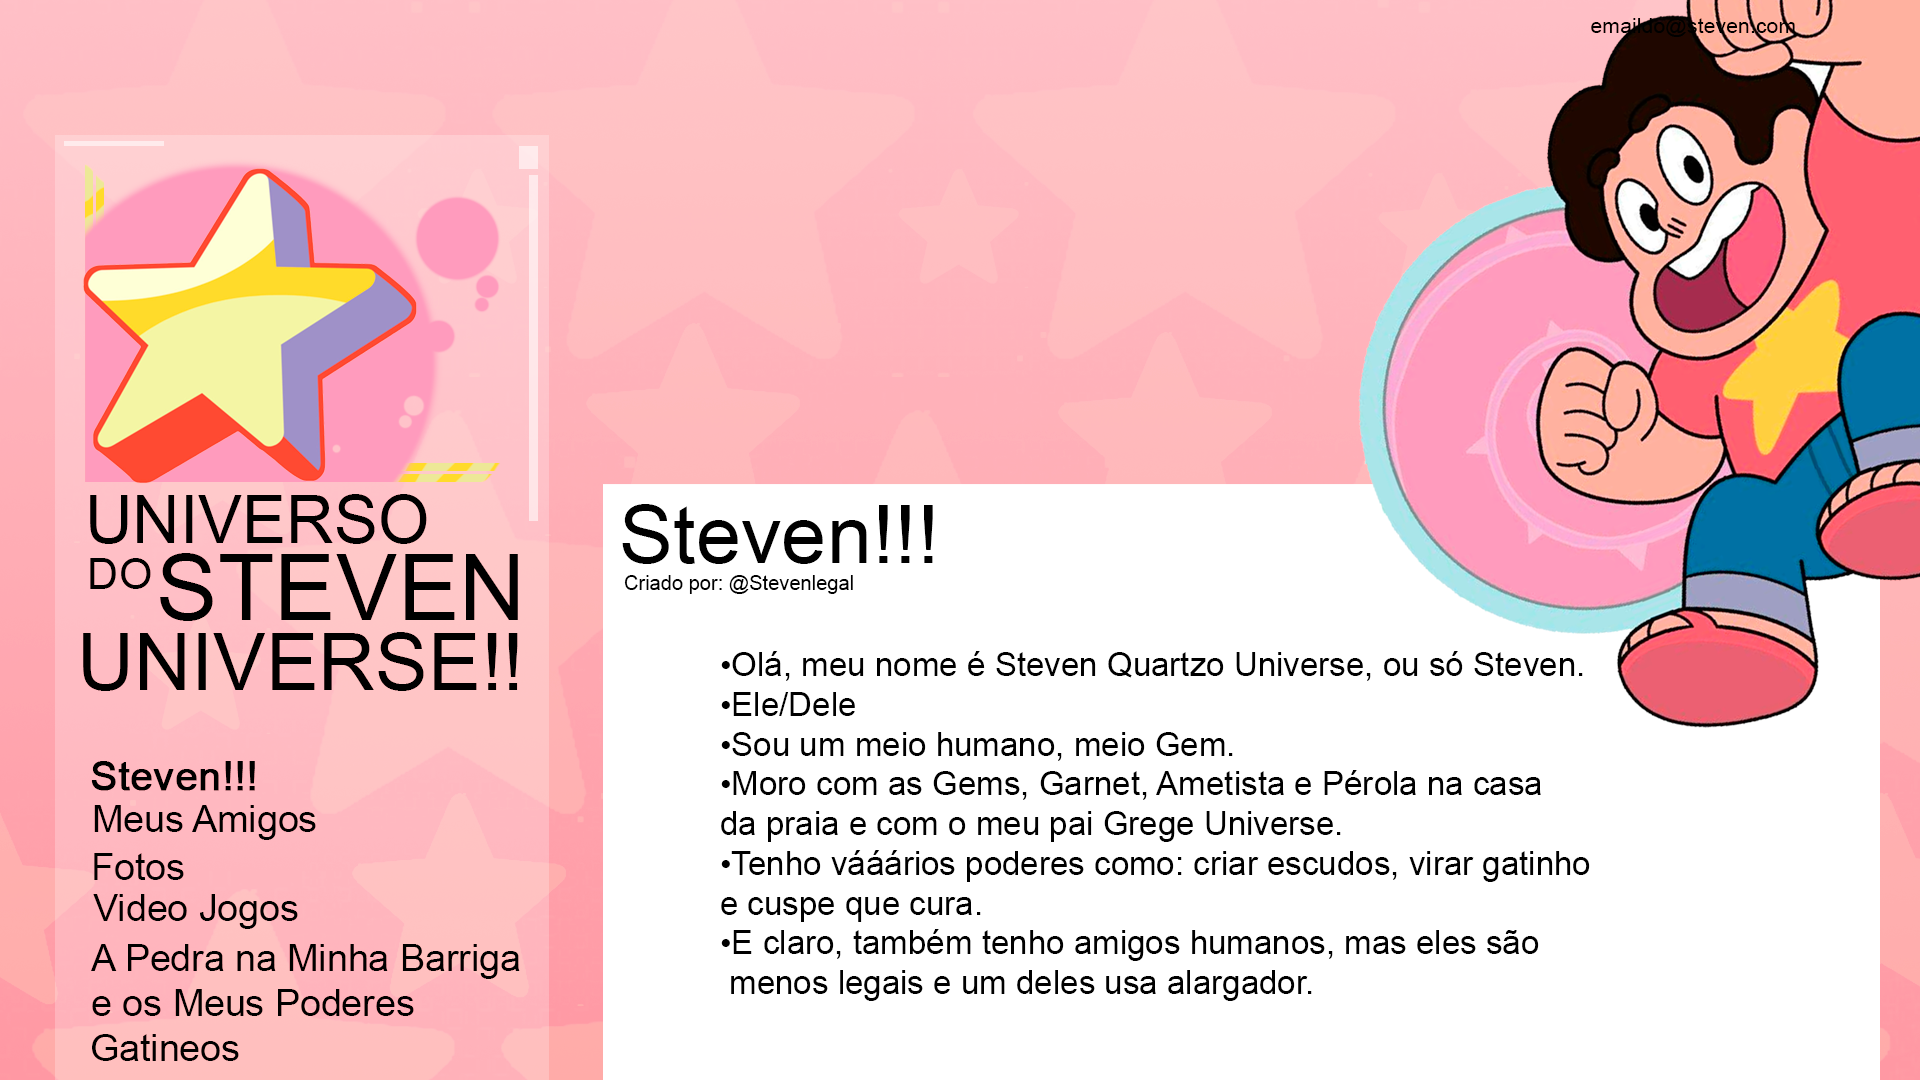 emaildo@steven.com
UNIVERSO
DO STEVEN
UNIVERSE!!
Steven!!!
Meus Amigos
Fotos
Video Jogos
A Pedra na Minha Barriga
e os Meus Poderes
Gatineos
Steven!!!
Criado por: @Stevenlegal
•Olá, meu nome é Steven Quartzo Universe, ou só Steven.
•Ele/Dele
•Sou um meio humano, meio Gem.
•Moro com as Gems, Garnet, Ametista e Pérola na casa
da praia e com o meu pai Grege Universe.
•Tenho vááários poderes como: criar escudos, virar gatinho
e cuspe que cura.
•E claro, também tenho amigos humanos, mas eles são
menos legais e um deles usa alargador.